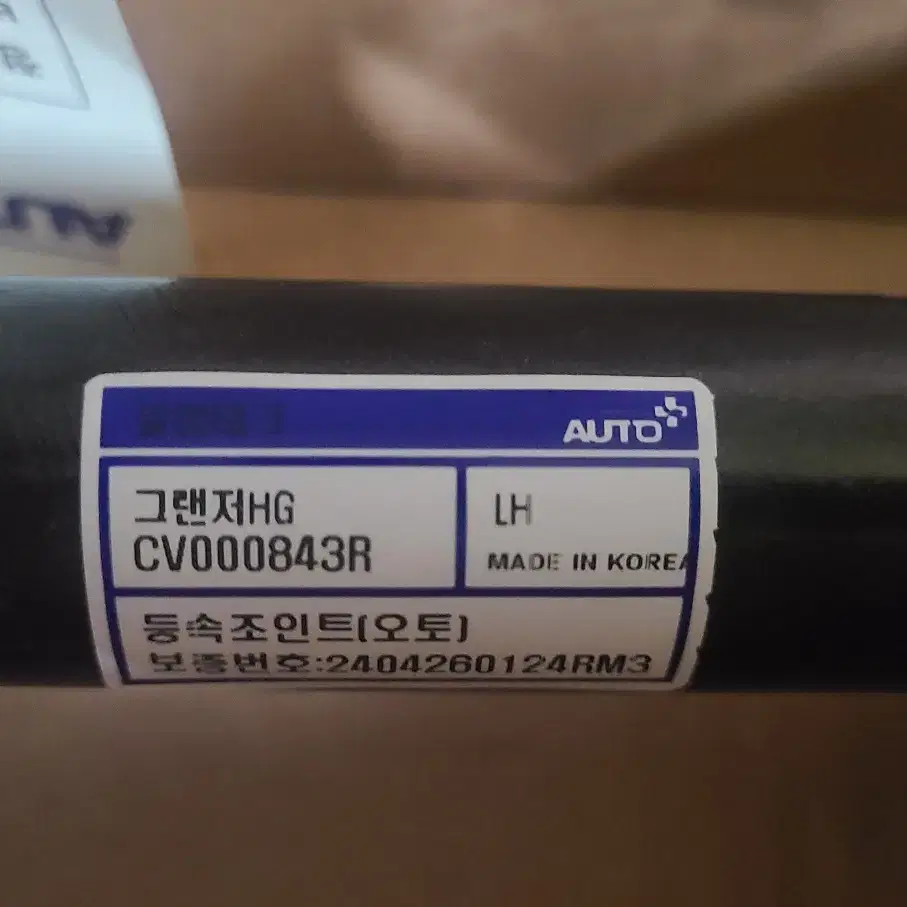 AUTO
그랜저HG
CV000843R
LH
MADE IN KOREA
등속조인트(오토)
보증번호:2404260124RM3